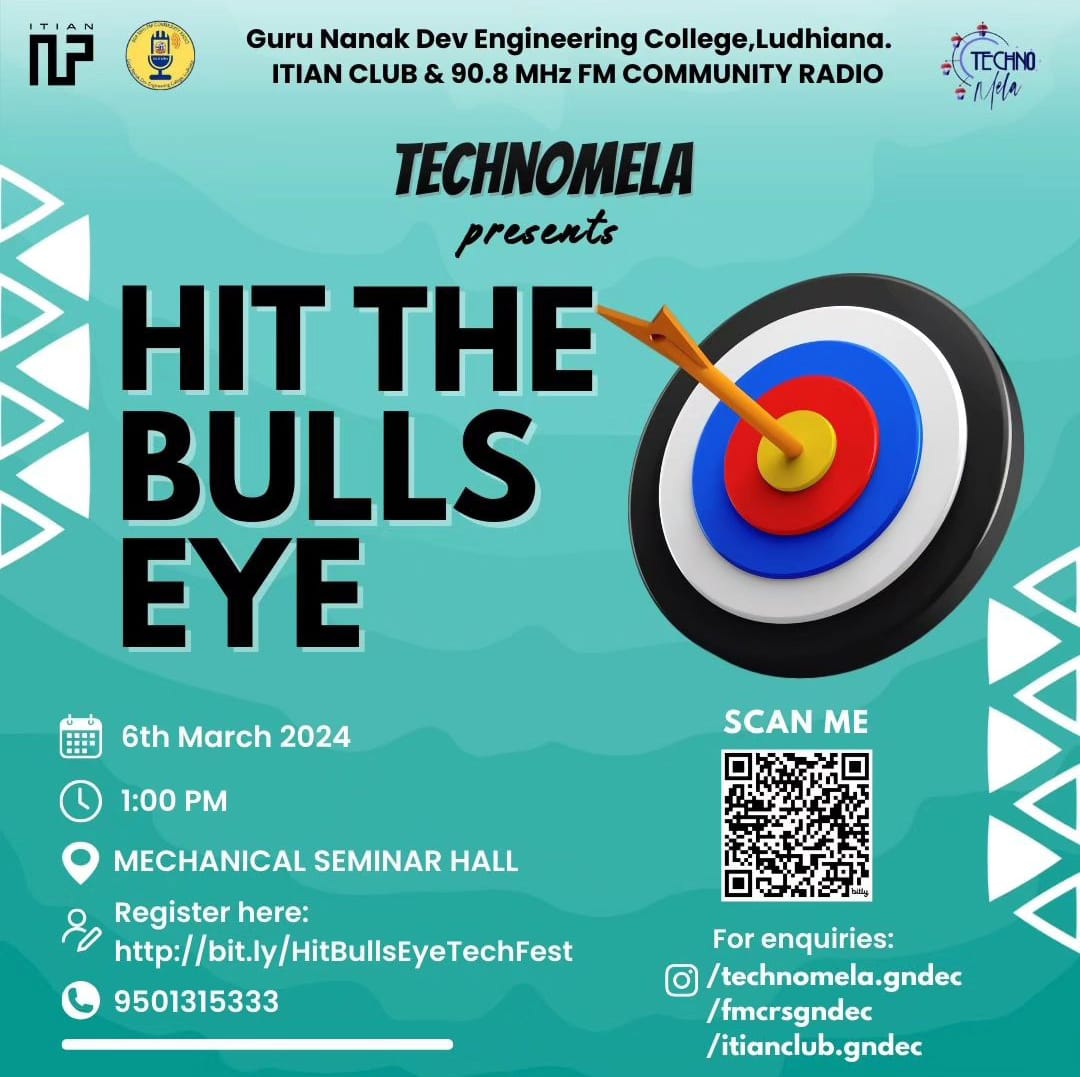 ITIAN
Guru Nanak Dev Engineering College,Ludhiana.
ITIAN CLUB & 90.8 MHz FM COMMUNITY RADIO
TECHNO
Mela
TECHNOMELA
presents
HIT THE
BULLS
EYE
6th March 2024
1:00 PM
MECHANICAL SEMINAR HALL
Register here:
http://bit.ly/HitBullsEyeTechFest
9501315333
SCAN ME
bitly
For enquiries:
/technomela.gndec
/fmcrsgndec
/itianclub.gndec